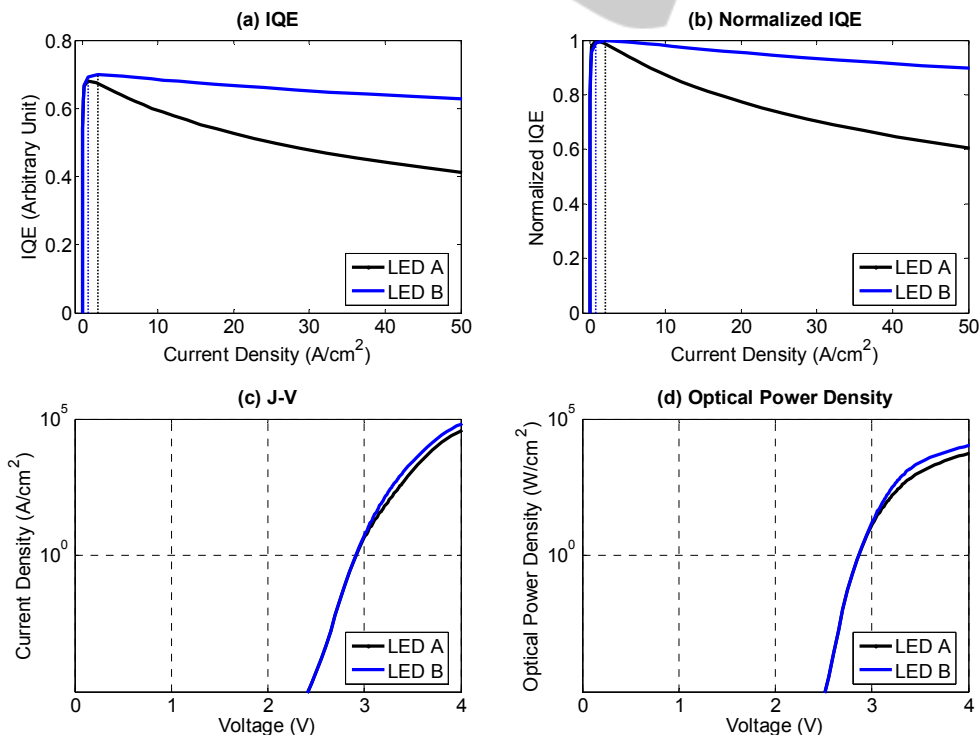 (a) IQE
0.8
0.6
0.4
0.2
0
IQE (Arbitrary Unit)
LED A
LED B
0 10 20 30 40 50
Current Density (A/cm²)
(b) Normalized IQE
1
0.8
0.6
0.4
0.2
0
Normalized IQE
LED A
LED B
0 10 20 30 40 50
Current Density (A/cm²)
(c) J-V
10⁵
10⁰
Current Density (A/cm²)
LED A
LED B
0 1 2 3 4
Voltage (V)
(d) Optical Power Density
10⁵
10⁰
Optical Power Density (W/cm²)
LED A
LED B
0 1 2 3 4
Voltage (V)